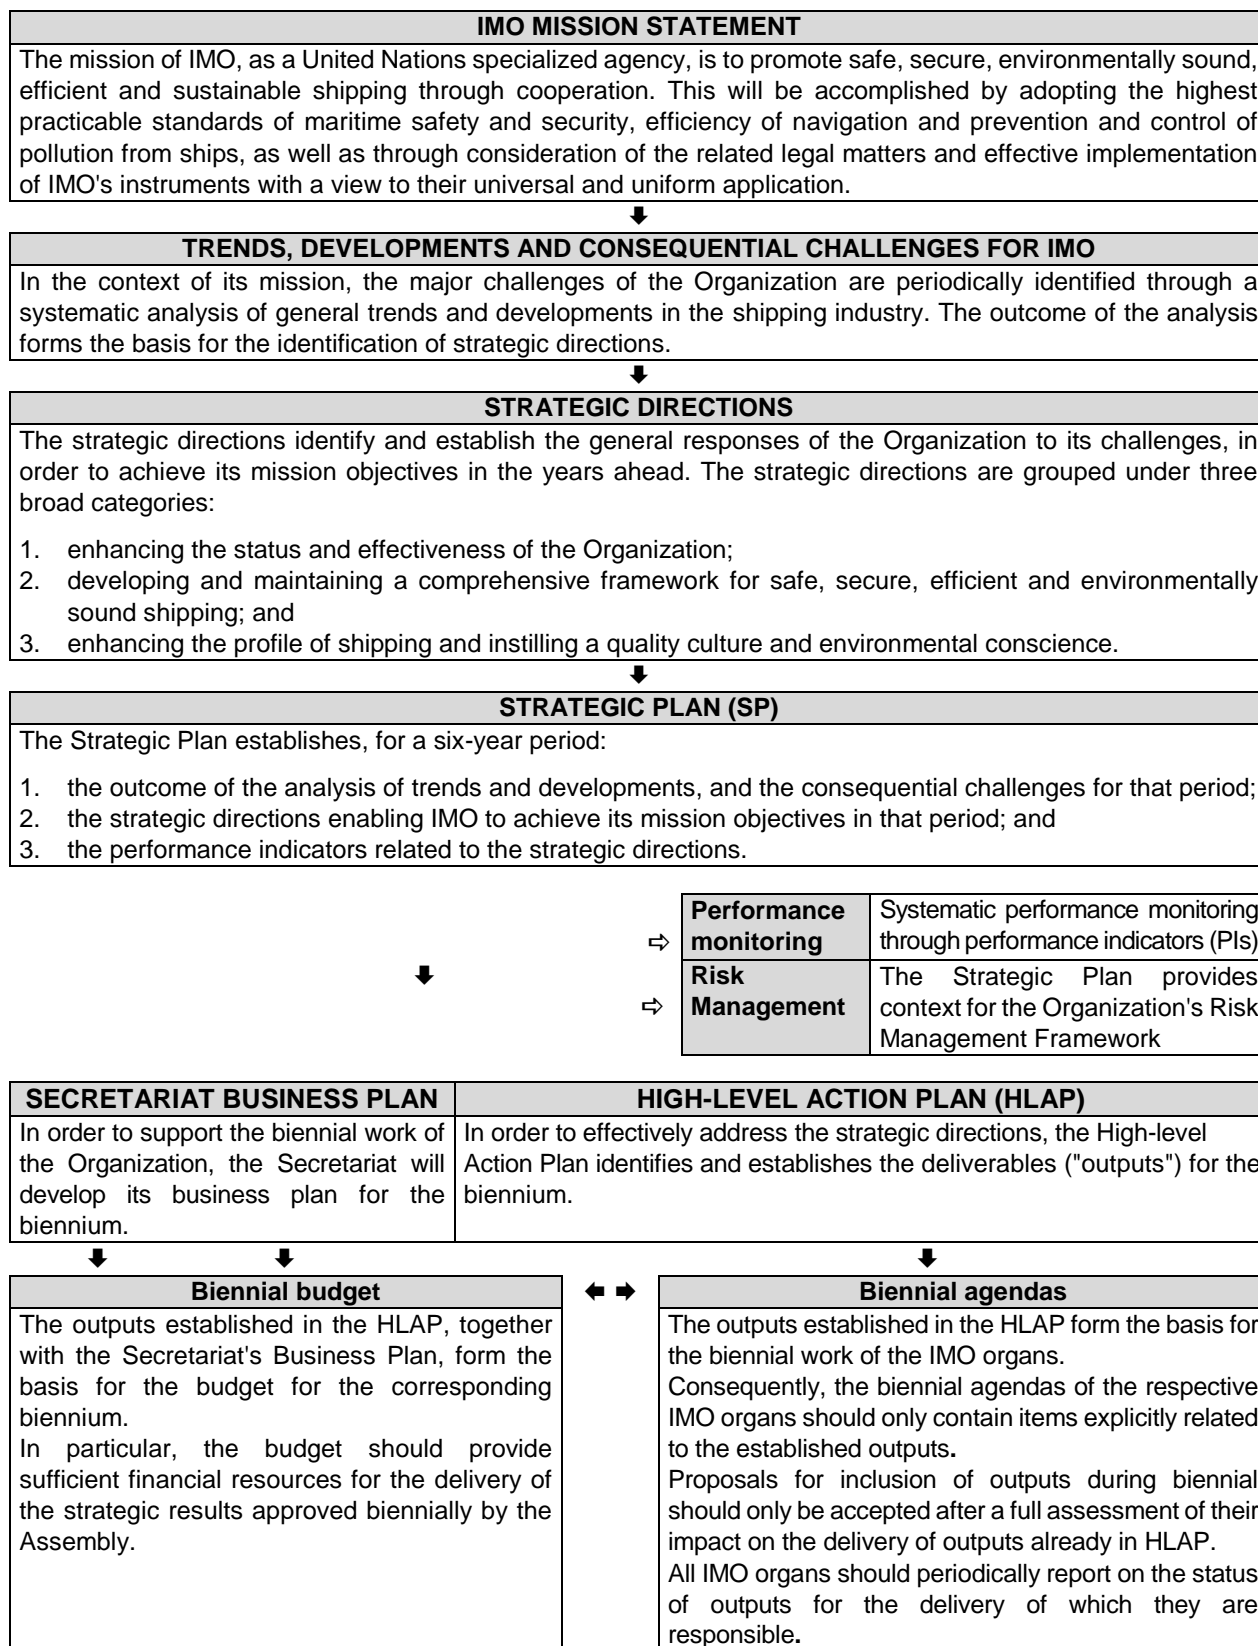 IMO MISSION STATEMENT
The mission of IMO, as a United Nations specialized agency, is to promote safe, secure, environmentally sound,
efficient and sustainable shipping through cooperation. This will be accomplished by adopting the highest
practicable standards of maritime safety and security, efficiency of navigation and prevention and control of
pollution from ships, as well as through consideration of the related legal matters and effective implementation
of IMO's instruments with a view to their universal and uniform application.
TRENDS, DEVELOPMENTS AND CONSEQUENTIAL CHALLENGES FOR IMO
In the context of its mission, the major challenges of the Organization are periodically identified through a
systematic analysis of general trends and developments in the shipping industry. The outcome of the analysis
forms the basis for the identification of strategic directions.
STRATEGIC DIRECTIONS
The strategic directions identify and establish the general responses of the Organization to its challenges, in
order to achieve its mission objectives in the years ahead. The strategic directions are grouped under three
broad categories:
1. enhancing the status and effectiveness of the Organization;
2. developing and maintaining a comprehensive framework for safe, secure, efficient and environmentally
sound shipping; and
3. enhancing the profile of shipping and instilling a quality culture and environmental conscience.
STRATEGIC PLAN (SP)
The Strategic Plan establishes, for a six-year period:
1. the outcome of the analysis of trends and developments, and the consequential challenges for that period;
2. the strategic directions enabling IMO to achieve its mission objectives in that period; and
3. the performance indicators related to the strategic directions.
Performance
monitoring
Systematic performance monitoring
through performance indicators (PIs)
Risk
Management
The Strategic Plan provides
context for the Organization's Risk
Management Framework
SECRETARIAT BUSINESS PLAN
In order to support the biennial work of
the Organization, the Secretariat will
develop its business plan for the
biennium.
HIGH-LEVEL ACTION PLAN (HLAP)
In order to effectively address the strategic directions, the High-level
Action Plan identifies and establishes the deliverables ("outputs") for the
biennium.
Biennial budget
The outputs established in the HLAP, together
with the Secretariat's Business Plan, form the
basis for the budget for the corresponding
biennium.
In particular, the budget should provide
sufficient financial resources for the delivery of
the strategic results approved biennially by the
Assembly.
Biennial agendas
The outputs established in the HLAP form the basis for
the biennial work of the IMO organs.
Consequently, the biennial agendas of the respective
IMO organs should only contain items explicitly related
to the established outputs.
Proposals for inclusion of outputs during biennial
should only be accepted after a full assessment of their
impact on the delivery of outputs already in HLAP.
All IMO organs should periodically report on the status
of outputs for the delivery of which they are
responsible.